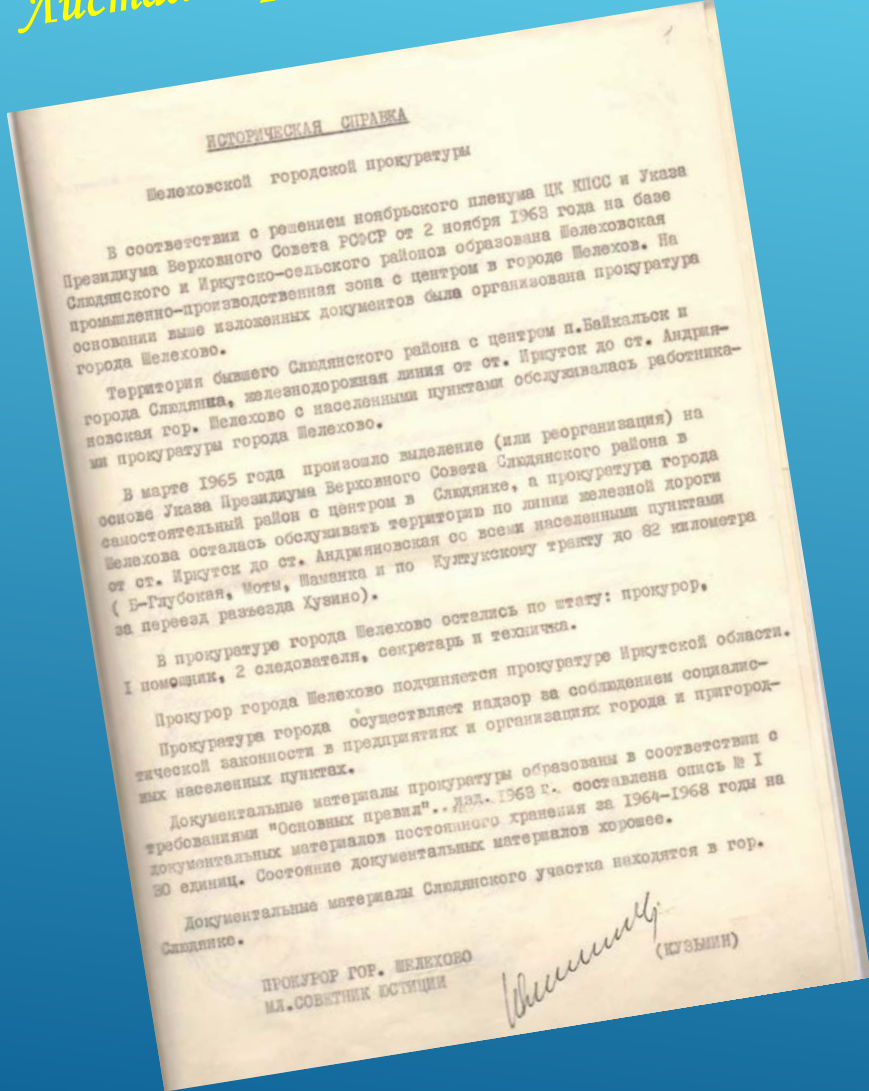 Листая
ИСТОРИЧЕСКАЯ СПРАВКА
Шелеховской городской прокуратуры
В соответствии с решением ноябрьского пленума ЦК КПСС и Указа
Президиума Верховного Совета РСФСР от 2 ноября 1963 года на базе
Слюдянского и Иркутско-сельского районов образована Шелеховская
промышленно-производственная зона с центром в городе Шелехов. На
основании выше изложенных документов была организована прокуратура
города Шелехово.
Территория бывшего Слюдянского района с центром п.Байкальск и
города Слюдянка, железнодорожная линия от ст. Иркутск до ст. Андрия-
новская гор. Шелехово с населенными пунктами обслуживалась работника-
ми прокуратуры города Шелехово.
В марте 1965 года произошло выделение (или реорганизация) на
основе Указа Президиума Верховного Совета Слюдянского района в
самостоятельный район с центром в Слюдянке, а прокуратура города
Шелехова осталась обслуживать территорию по линии железной дороги
от ст. Иркутск до ст. Андрияновская со всеми населенными пунктами
( Б-Глубокая, Моты, Шаманка и по Култукскому тракту до 82 километра
за переезд разъезда Хузино).
В прокуратуре города Шелехово остались по штату: прокурор,
I помощник, 2 следователя, секретарь и техничка.
Прокурор города Шелехово подчиняется прокуратуре Иркутской области.
Прокуратура города осуществляет надзор за соблюдением социалис-
тической законности в предприятиях и организациях города и пригород-
ных населенных пунктах.
Документальные материалы прокуратуры образованы в соответствии с
требованиями "Основных правил"..изд. 1963 г. составлена опись № I
документальных материалов постоянного хранения за 1964-1968 годы на
30 единиц. Состояние документальных материалов хорошее.
Документальные материалы Слюдянского участка находятся в гор.
Слюдянке.
ПРОКУРОР ГОР. ШЕЛЕХОВО
МЛ.СОВЕТНИК ЮСТИЦИИ
(КУЗЬМИН)